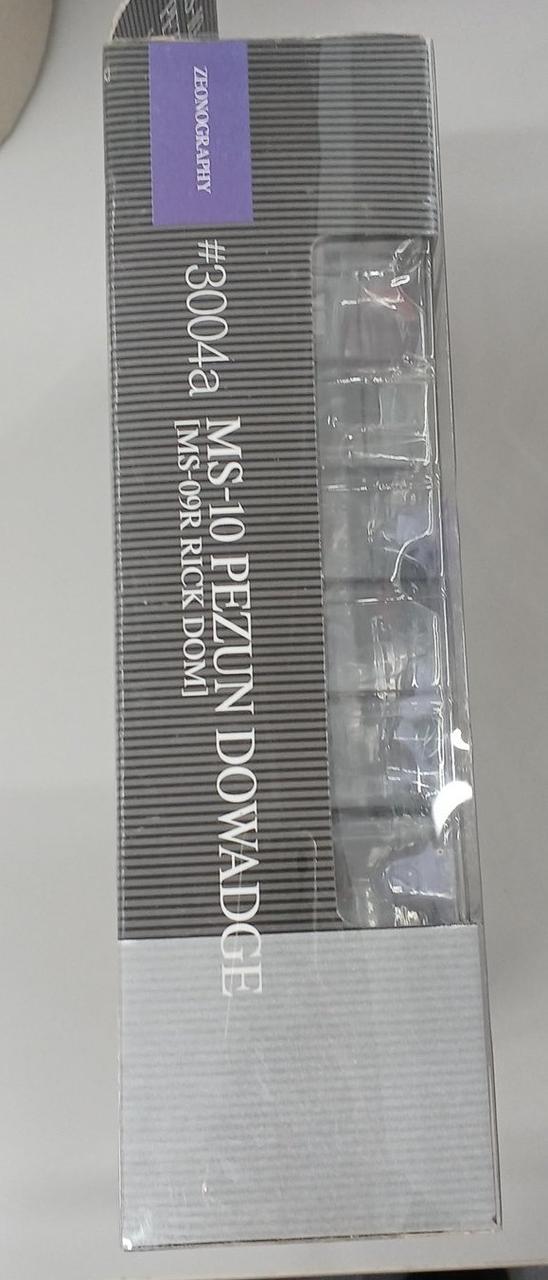 ZEONOGRAPHY
#3004a
MS-10 PEZUN DOWADGE
[MS-09R RICK DOM]